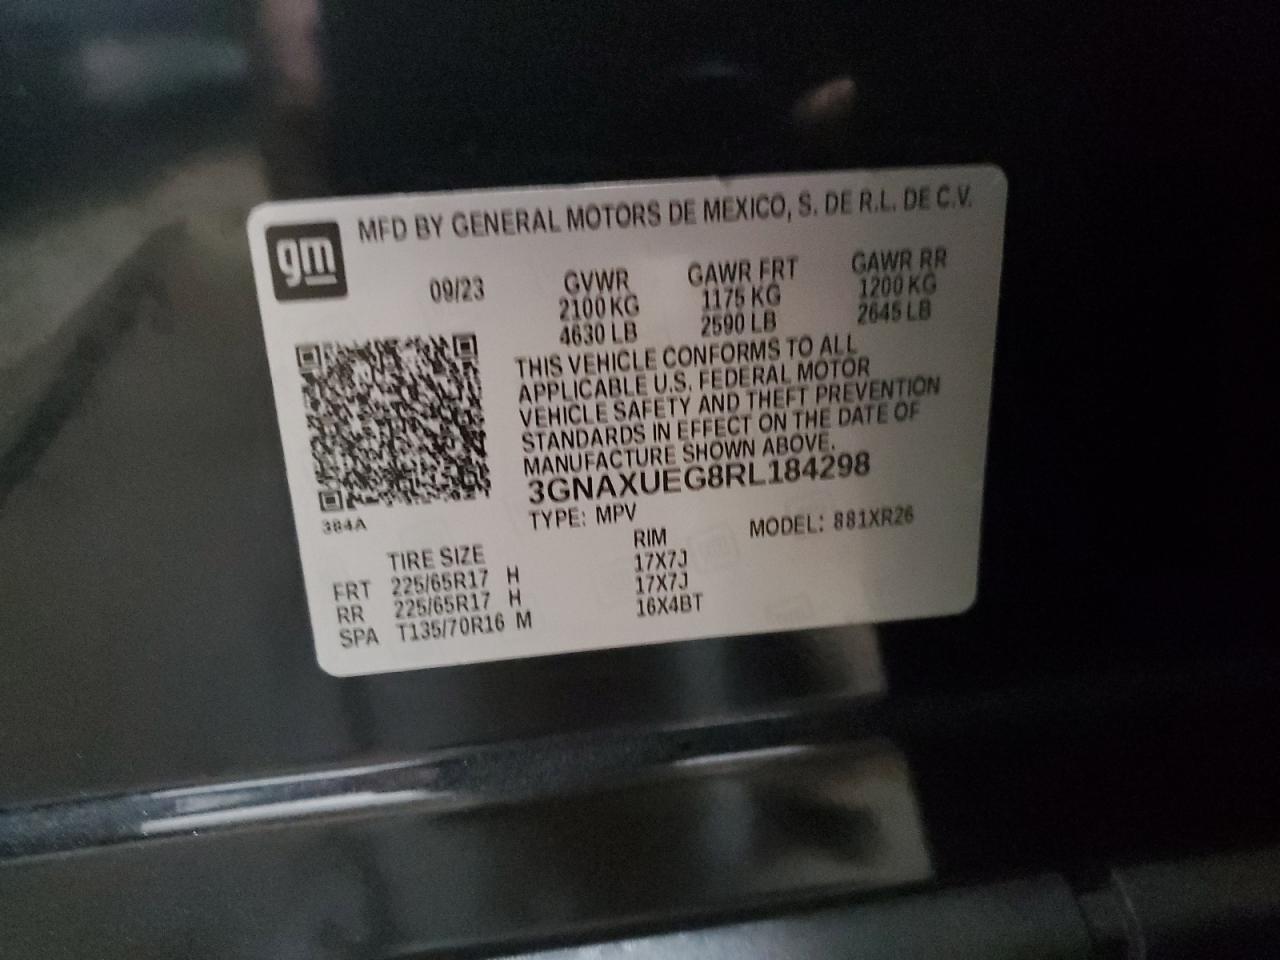 gm
MFD BY GENERAL MOTORS DE MEXICO, S. DE R.L. DE C.V.
09/23 GVWR GAWR FRT GAWR RR
2100 KG 1175 KG 1200 KG
4630 LB 2590 LB 2645 LB
THIS VEHICLE CONFORMS TO ALL
APPLICABLE U.S. FEDERAL MOTOR
VEHICLE SAFETY AND THEFT PREVENTION
STANDARDS IN EFFECT ON THE DATE OF
MANUFACTURE SHOWN ABOVE.
3GNAXUEG8RL184298
384A
TYPE: MPV MODEL: 881XR26
TIRE SIZE RIM
FRT 225/65R17 H 17X7J
RR 225/65R17 H 17X7J
SPA T135/70R16 M 16X4BT